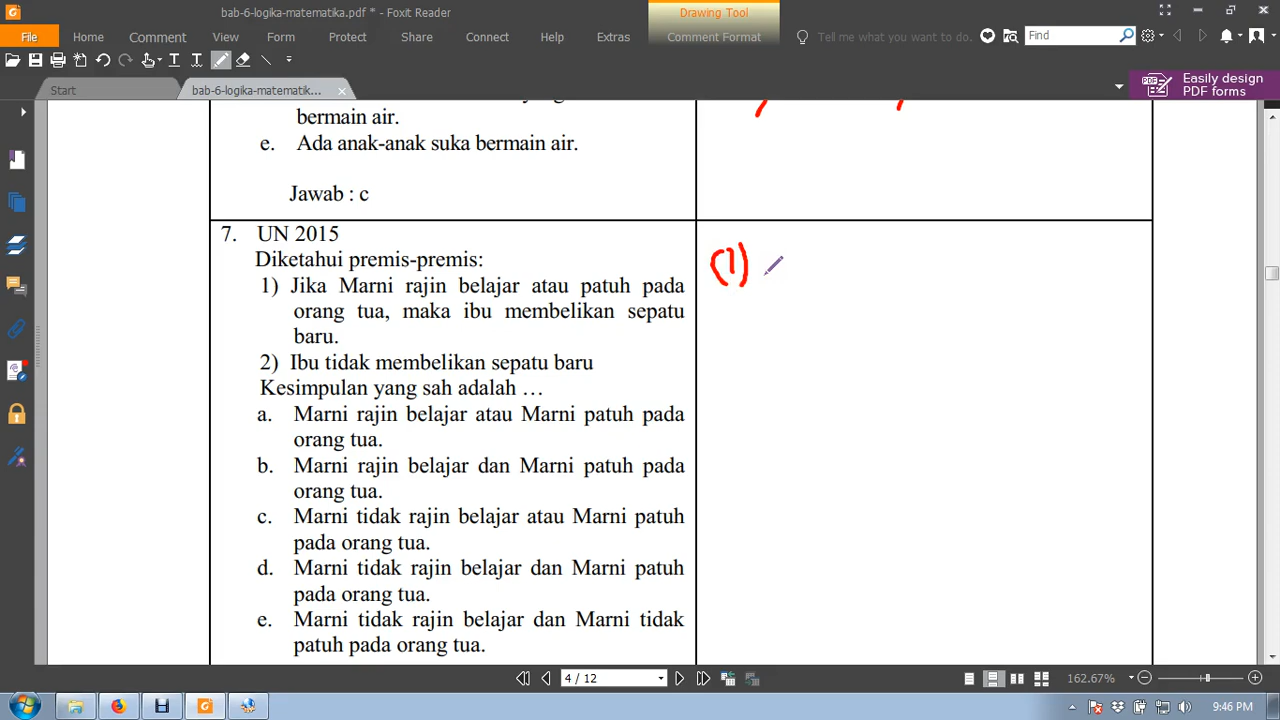 bab-6-logika-matematika.pdf * - Foxit Reader
Drawing Tool
File Home Comment View Form Protect Share Connect Help Extras Comment Format Tell me what you want to do. Find
Start
bab-6-logika-matematik...
Easily design
PDF forms
bermain air.
e. Ada anak-anak suka bermain air.
Jawab : c
7. UN 2015
Diketahui premis-premis:
1) Jika Marni rajin belajar atau patuh pada
orang tua, maka ibu membelikan sepatu
baru.
2) Ibu tidak membelikan sepatu baru
Kesimpulan yang sah adalah …
a. Marni rajin belajar atau Marni patuh pada
orang tua.
b. Marni rajin belajar dan Marni patuh pada
orang tua.
c. Marni tidak rajin belajar atau Marni patuh
pada orang tua.
d. Marni tidak rajin belajar dan Marni patuh
pada orang tua.
e. Marni tidak rajin belajar dan Marni tidak
patuh pada orang tua.
(1)
4 / 12
162.67%
9:46 PM